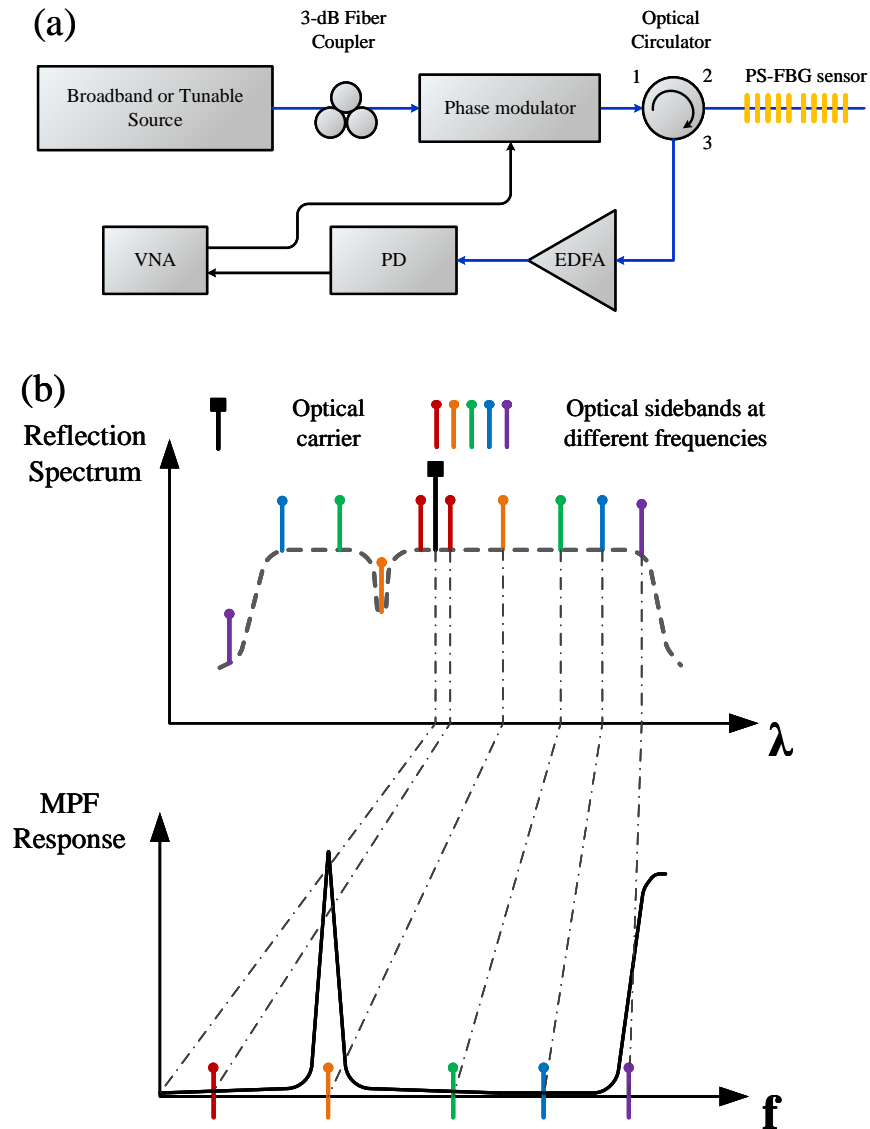 (a)
3-dB Fiber
Coupler
Optical
Circulator
Broadband or Tunable
Source
Phase modulator
1
2
3
PS-FBG sensor
VNA
PD
EDFA
(b)
Reflection
Spectrum
Optical
carrier
Optical sidebands at
different frequencies
λ
MPF
Response
f